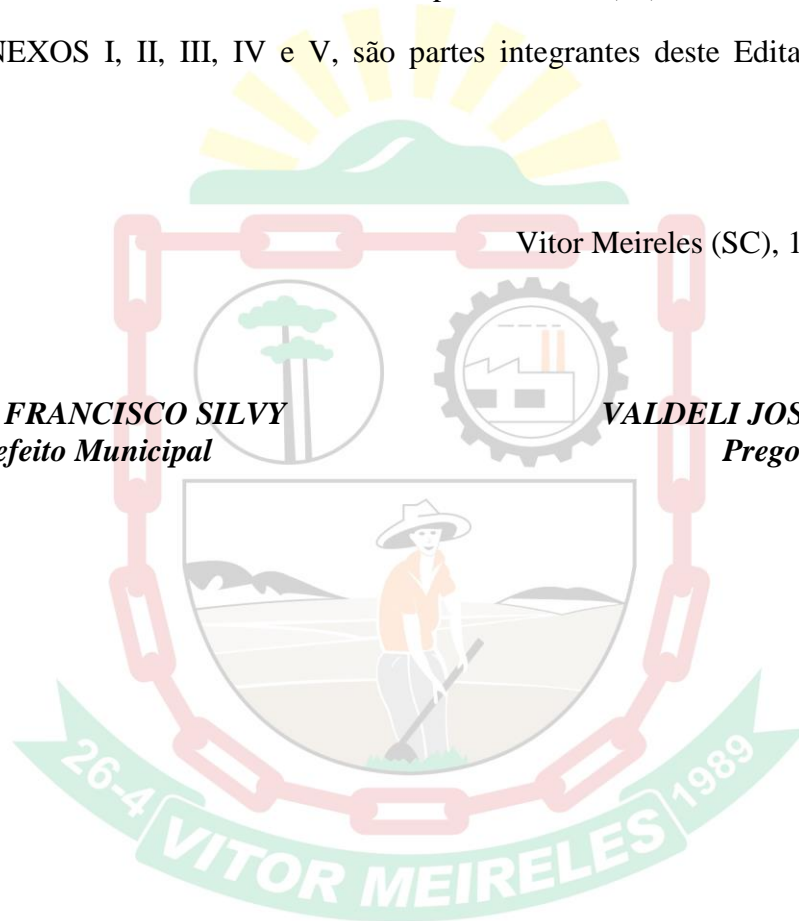 NEXOS I, II, III, IV e V, são partes integrantes deste Edita
Vitor Meireles (SC), 1
FRANCISCO SILVY
VALDELI JOS
efeito Municipal
Prego
26-4
VITOR MEIRELES
1989